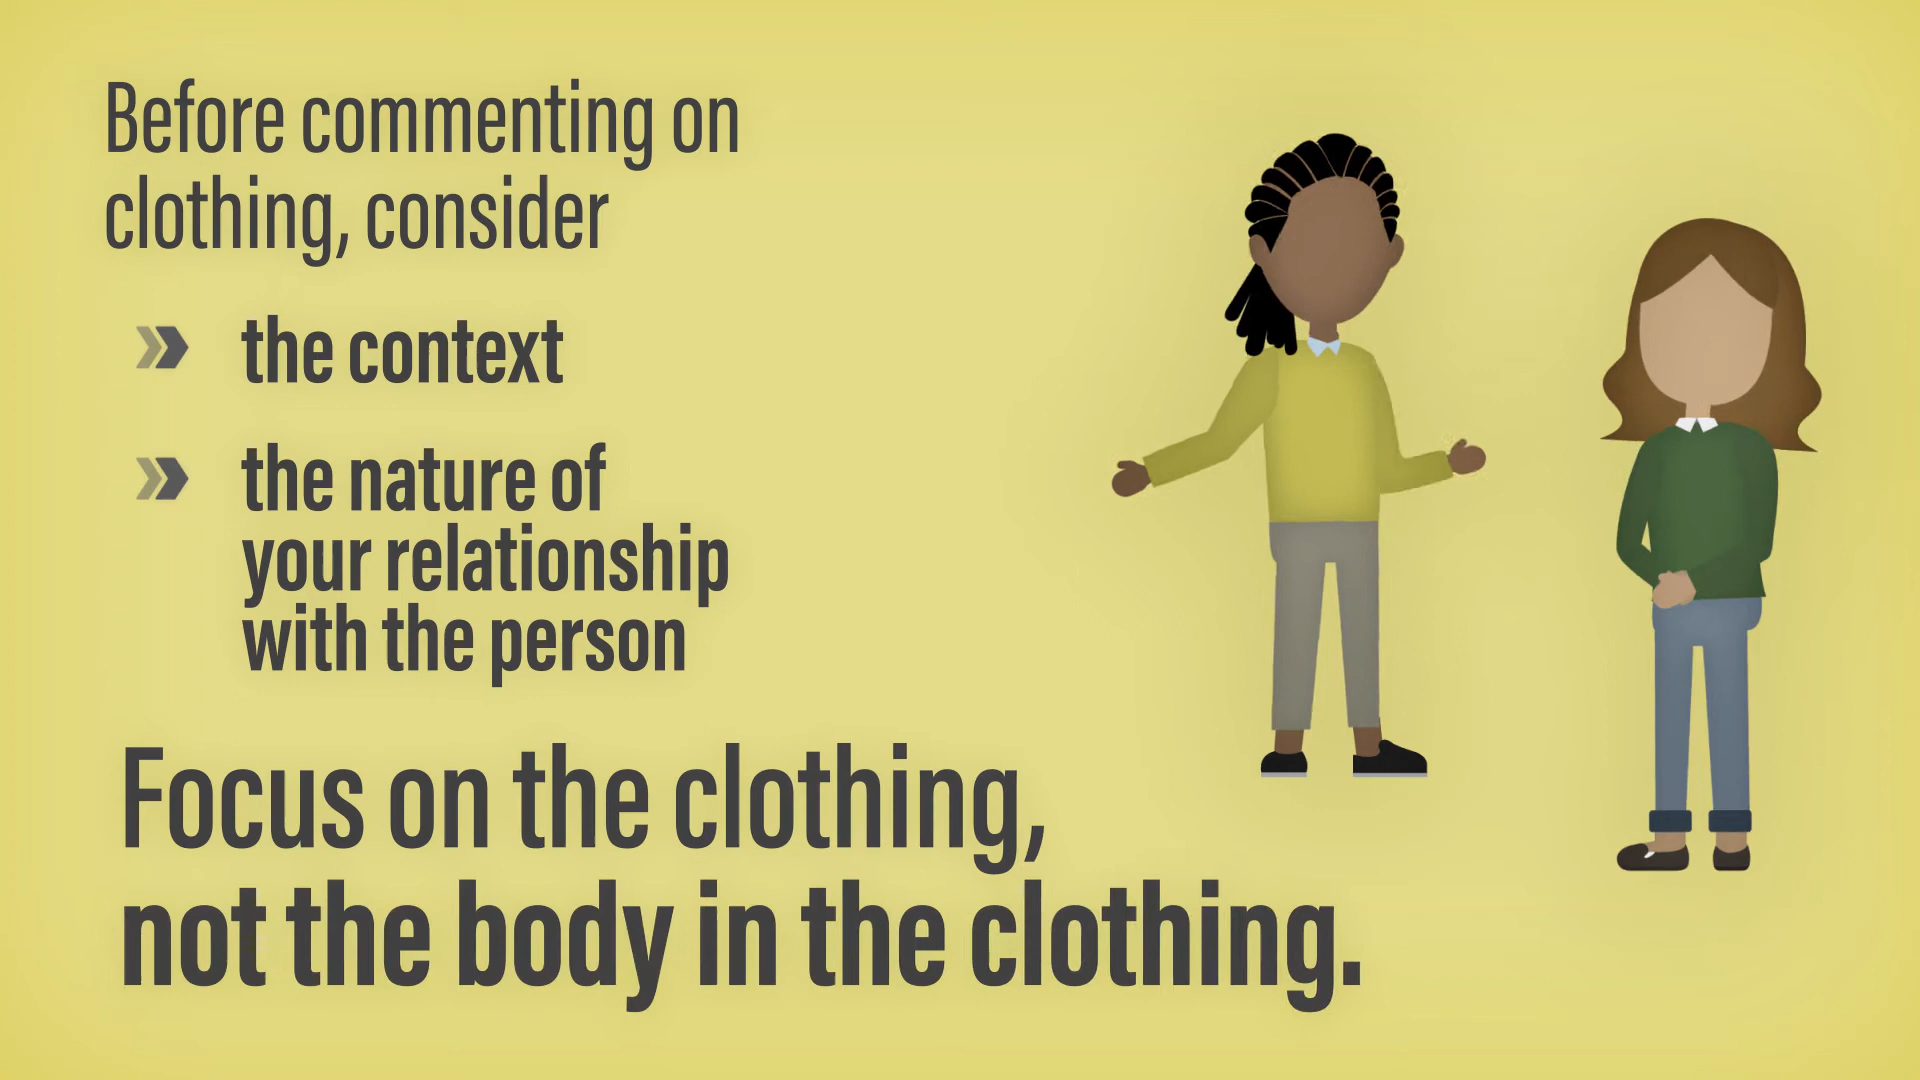 Before commenting on
clothing, consider
the context
the nature of
your relationship
with the person
Focus on the clothing,
not the body in the clothing.